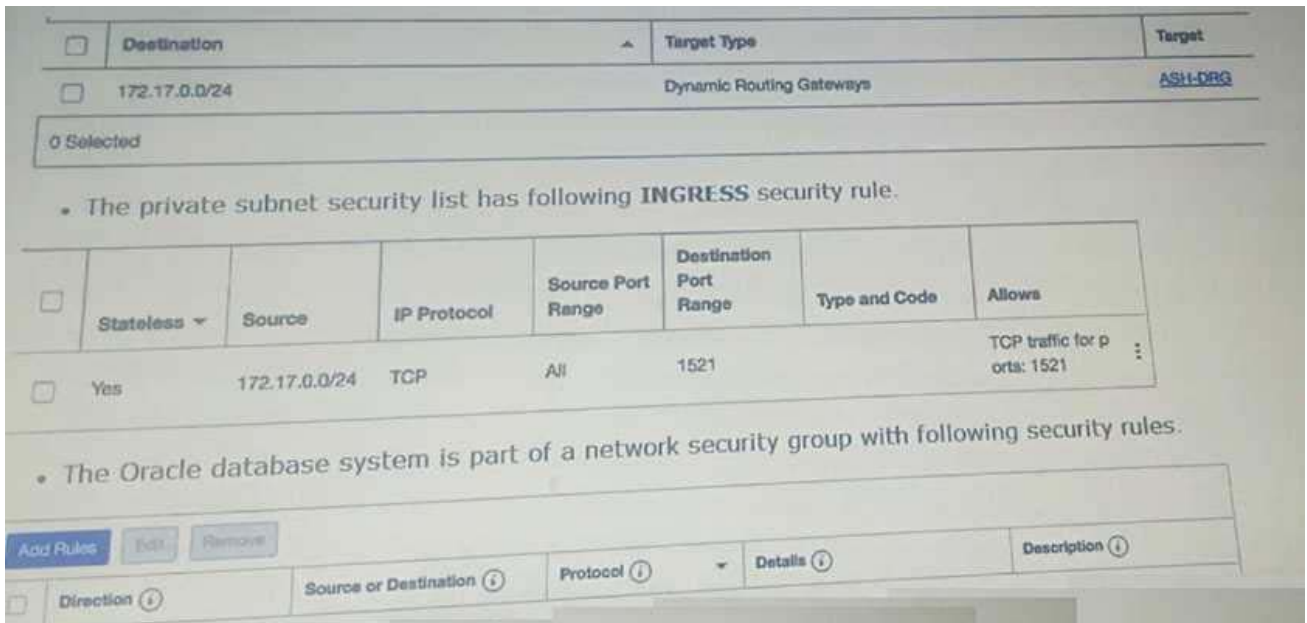 Destination Target Type Target
172.17.0.0/24 Dynamic Routing Gateways ASH-DRG
0 Selected
• The private subnet security list has following INGRESS security rule.
Stateless Source IP Protocol Source Port Range Destination Port Range Type and Code Allows
Yes 172.17.0.0/24 TCP All 1521 TCP traffic for p
orts: 1521
• The Oracle database system is part of a network security group with following security rules.
Add Rules Edit Remove
Direction Source or Destination Protocol Details Description